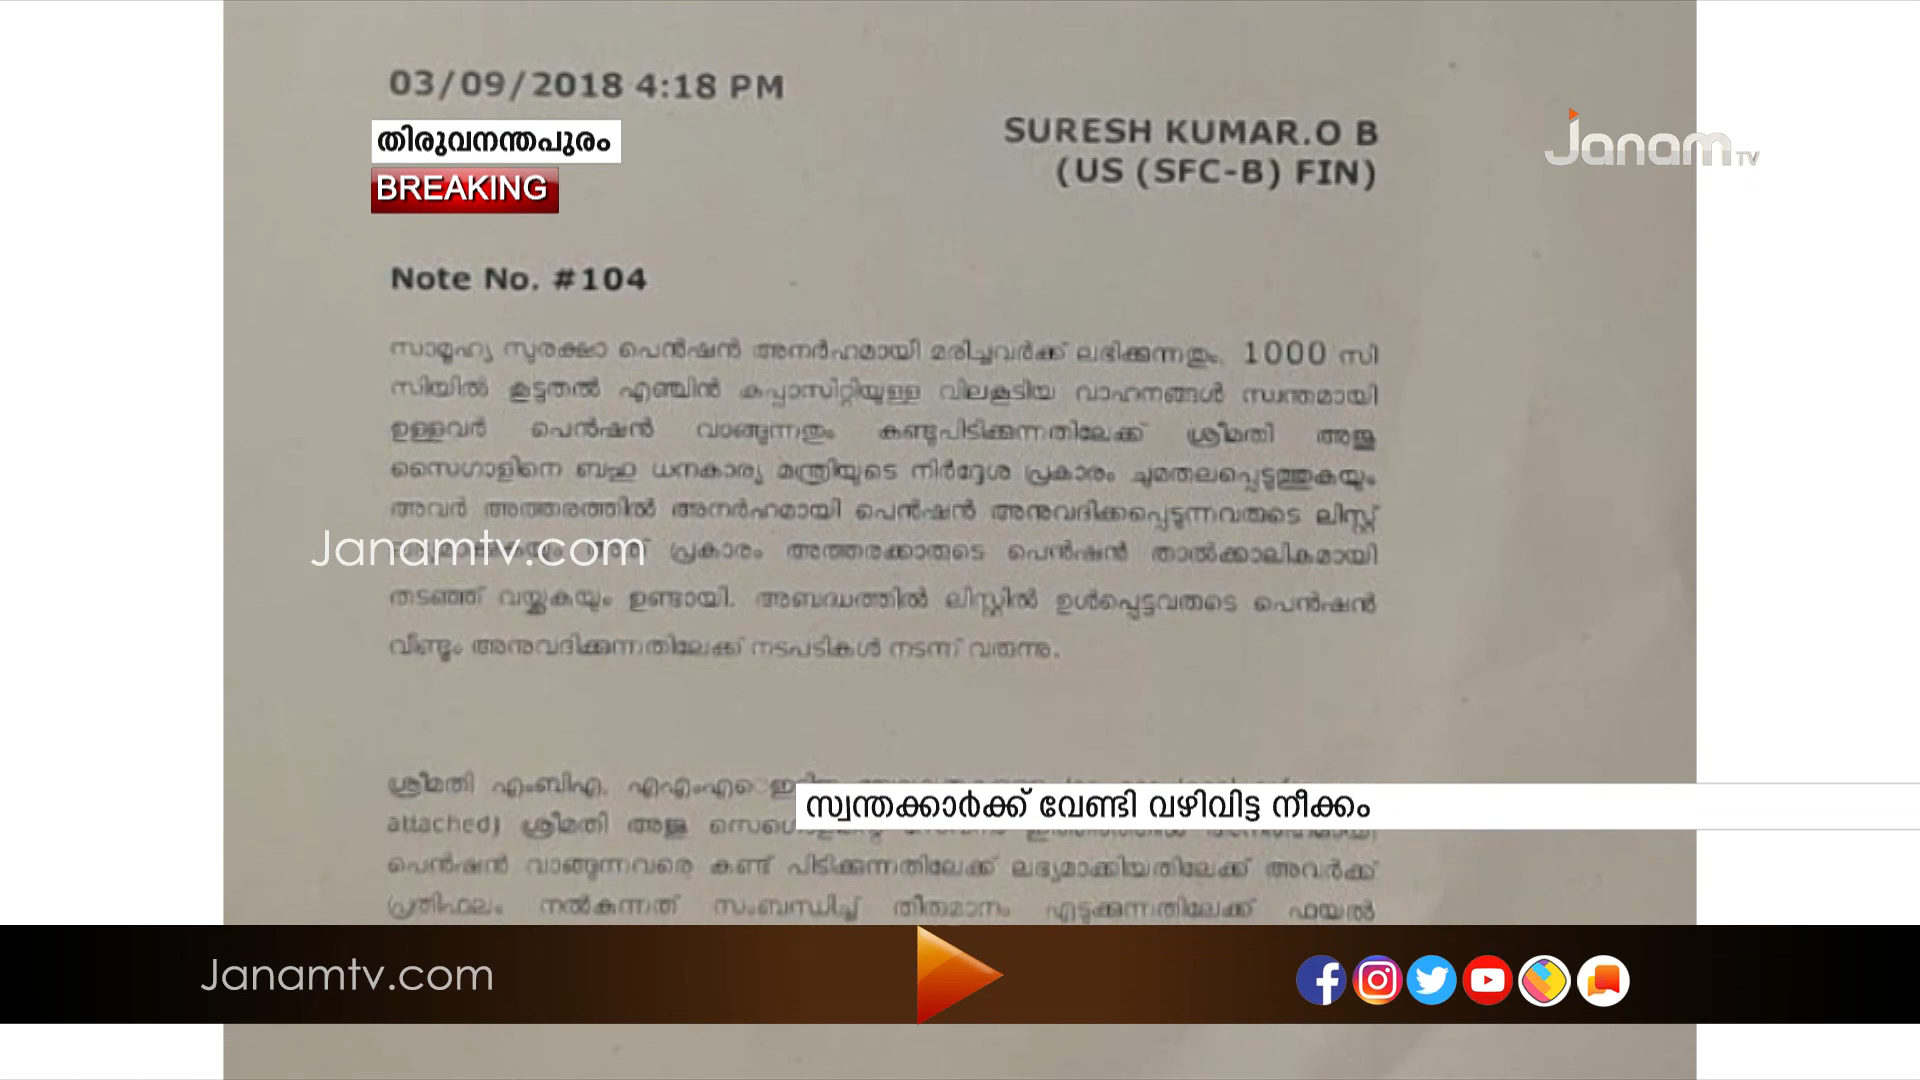 03/09/2018 4:18 PM
തിരുവനന്തപുരം
BREAKING
SURESH KUMAR.O B
(US (SFC-B) FIN)
Janam TV
Note No. #104
സാമൂഹ്യ സുരക്ഷാ പെൻഷൻ അനർഹമായി മരിച്ചവർക്ക് ലഭിക്കുന്നതും, 1000 സി
സിയിൽ കൂടുതൽ എഞ്ചിൻ കപ്പാസിറ്റിയുള്ള വിലകൂടിയ വാഹനങ്ങൾ സ്വന്തമായി
ഉള്ളവർ പെൻഷൻ വാങ്ങുന്നതും കണ്ടുപിടിക്കുന്നതിലേക്ക് ശ്രീമതി അജു
സൈഗാളിനെ ബഹു ധനകാര്യ മന്ത്രിയുടെ നിർദ്ദേശ പ്രകാരം ചുമതലപ്പെടുത്തുകയും
അവർ അത്തരത്തിൽ അനർഹമായി പെൻഷൻ അനുവദിക്കപ്പെട്ടുന്നവരുടെ ലിസ്റ്റ്
Janamtv.com പ്രകാരം അത്തരക്കാരുടെ പെൻഷൻ താൽക്കാലികമായി
തടഞ്ഞ് വയ്ക്കുകയും ഉണ്ടായി. അബദ്ധത്തിൽ ലിസ്റ്റിൽ ഉൾപ്പെട്ടവരുടെ പെൻഷൻ
വീണ്ടും അനുവദിക്കുന്നതിലേക്ക് നടപടികൾ നടന്ന് വരുന്നു.
ശ്രീമതി എംബിഎ,
സ്വന്തക്കാർക്ക് വേണ്ടി വഴിവിട്ട നീക്കം
attached) ശ്രീമതി അജു
പെൻഷൻ വാങ്ങുന്നവരെ കണ്ട് പിടിക്കുന്നതിലേക്ക് ലഭ്യമാക്കിയതിലേക്ക് അവർക്ക്
പ്രതിഫലം നൽകുന്നത് സംബന്ധിച്ച് തീരുമാനം എടുക്കുന്നതിലേക്ക് ഫയൽ
Janamtv.com